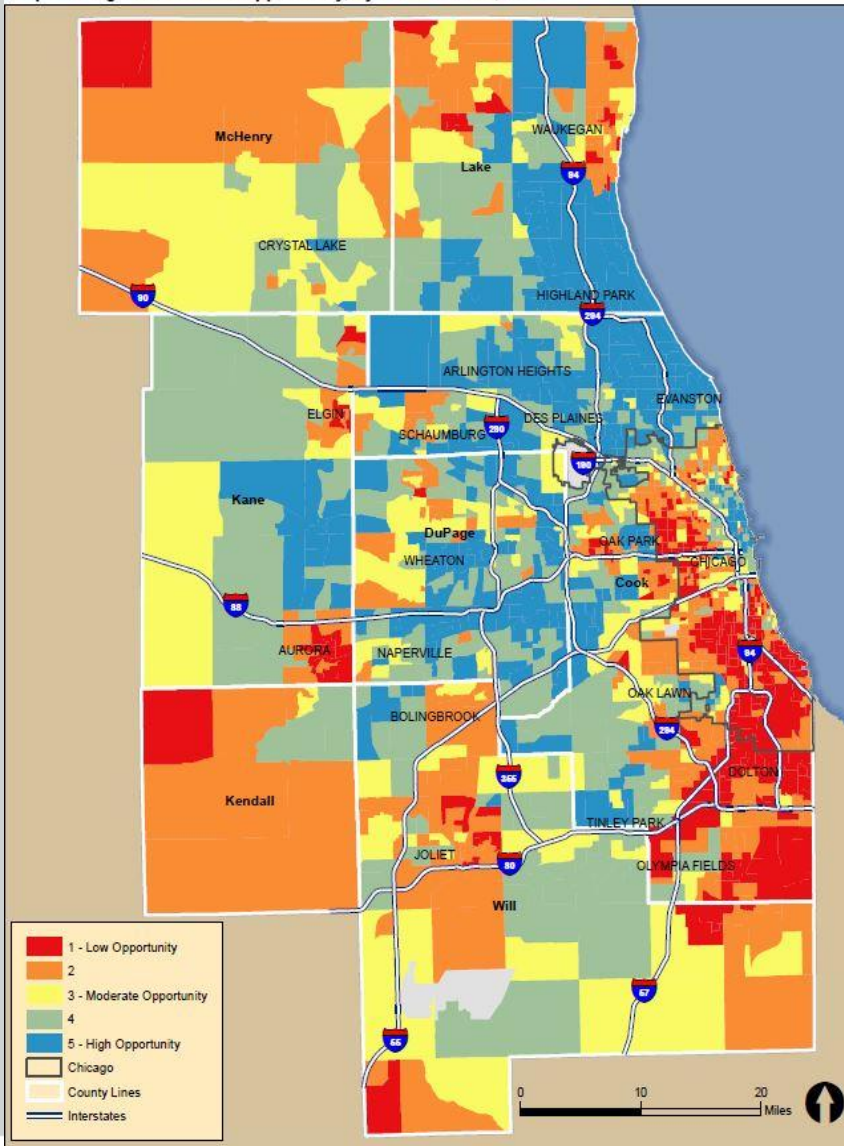 McHenry
Lake
WAUKEGAN
94
CRYSTAL LAKE
90
HIGHLAND PARK
294
ARLINGTON HEIGHTS
EVANSTON
ELGIN
DES PLAINES
SCHAUMBURG
290
190
Kane
DuPage
OAK PARK
WHEATON
CHICAGO
Cook
88
AURORA
NAPERVILLE
94
OAK LAWN
BOLINGBROOK
294
Kendall
355
DOLTON
TINLEY PARK
JOLIET
80
OLYMPIA FIELDS
Will
57
55
1 - Low Opportunity
2
3 - Moderate Opportunity
4
5 - High Opportunity
Chicago
County Lines
Interstates
0 10 20
Miles